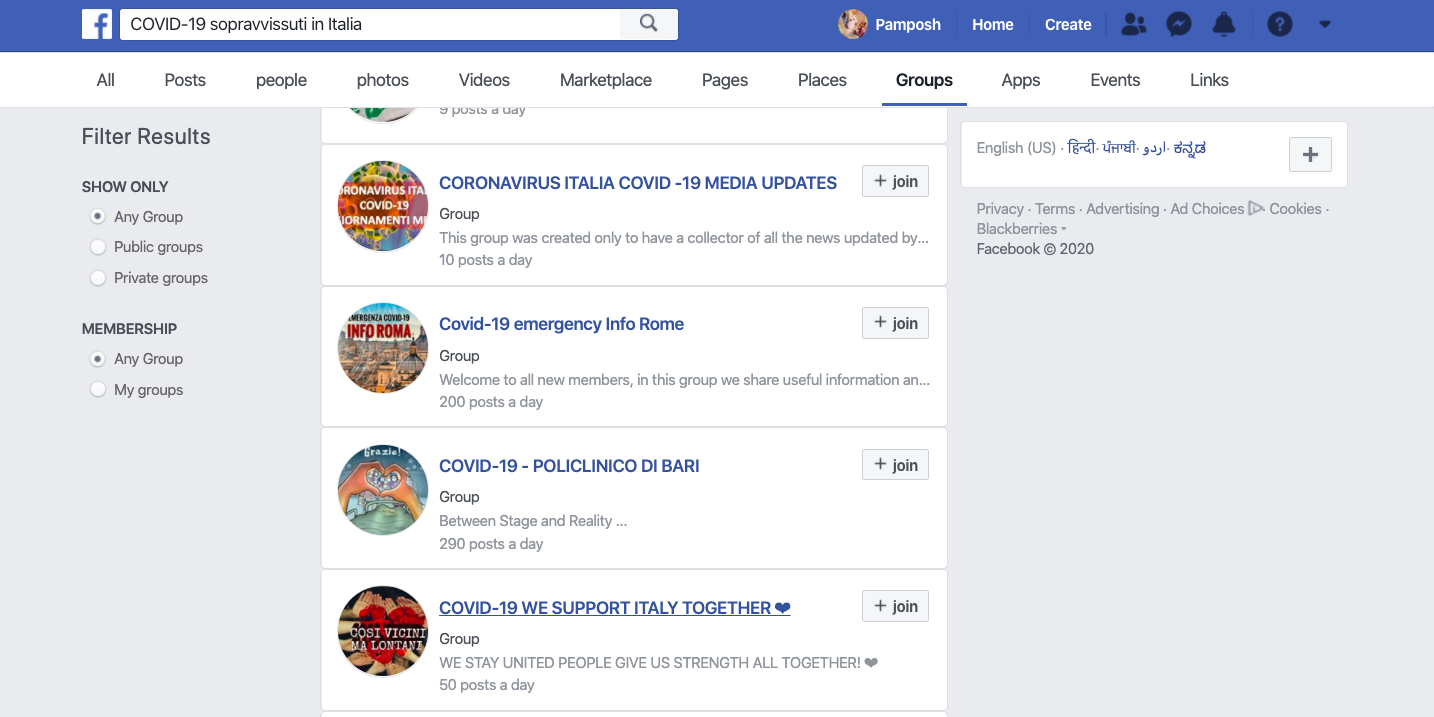 f COVID-19 sopravvissuti in Italia Pamposh Home Create
All Posts people photos Videos Marketplace Pages Places Groups Apps Events Links
Filter Results
SHOW ONLY
Any Group
Public groups
Private groups
MEMBERSHIP
Any Group
My groups
9 posts a day
RONAVIRUS ITA
COVID-19
IORNAMENTI ME
CORONAVIRUS ITALIA COVID -19 MEDIA UPDATES
+ join
Group
This group was created only to have a collector of all the news updated by...
10 posts a day
EMERGENZA COVID-19
INFO ROMA
Covid-19 emergency Info Rome
+ join
Group
Welcome to all new members, in this group we share useful information an...
200 posts a day
Grazie!
COVID-19 - POLICLINICO DI BARI
+ join
Group
Between Stage and Reality ...
290 posts a day
COSI VICINI
MA LONTANI
COVID-19 WE SUPPORT ITALY TOGETHER ❤
+ join
Group
WE STAY UNITED PEOPLE GIVE US STRENGTH ALL TOGETHER! ❤
50 posts a day
English (US) · हिन्दी· ਪੰਜਾਬੀ· اردو· ಕನ್ನಡ
+
Privacy · Terms · Advertising · Ad Choices Cookies ·
Blackberries
Facebook © 2020